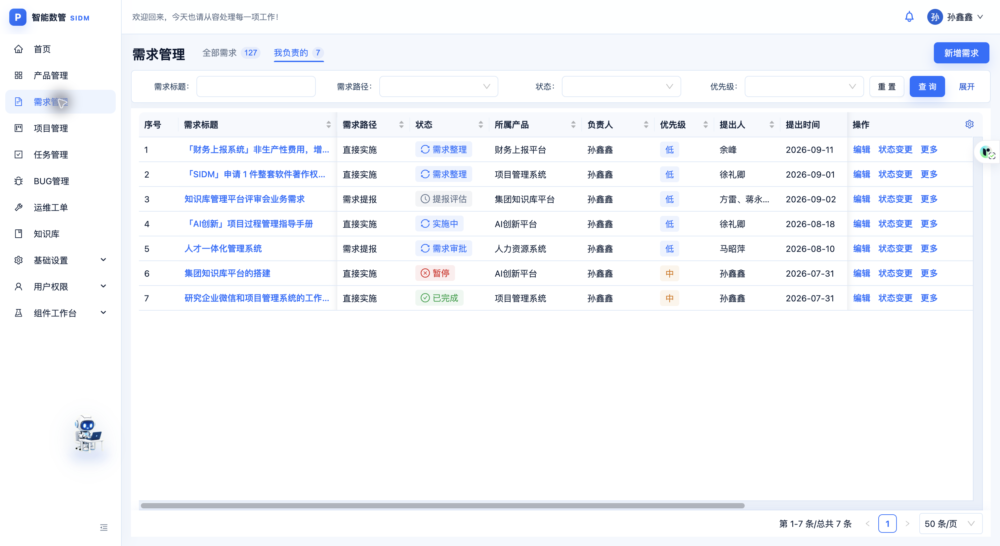 P 智能数管 SIDM
欢迎回来，今天也请从容处理每一项工作！
孙 孙鑫鑫
首页
产品管理
需求管理
项目管理
任务管理
BUG管理
运维工单
知识库
基础设置
用户权限
组件工作台
需求管理 全部需求 127 我负责的 7 新增需求
需求标题： 需求路径： 状态： 优先级： 重 置 查 询 展开
序号 需求标题 需求路径 状态 所属产品 负责人 优先级 提出人 提出时间 操作
1 「财务上报系统」非生产性费用，增... 直接实施 需求整理 财务上报平台 孙鑫鑫 低 余峰 2026-09-11 编辑 状态变更 更多
2 「SIDM」申请 1 件整套软件著作权... 直接实施 需求整理 项目管理系统 孙鑫鑫 低 徐礼卿 2026-09-01 编辑 状态变更 更多
3 知识库管理平台评审会业务需求 需求提报 提报评估 集团知识库平台 孙鑫鑫 低 方雷、蒋永... 2026-09-02 编辑 状态变更 更多
4 「AI创新」项目过程管理指导手册 直接实施 实施中 AI创新平台 孙鑫鑫 低 徐礼卿 2026-08-18 编辑 状态变更 更多
5 人才一体化管理系统 需求提报 需求审批 人力资源系统 孙鑫鑫 低 马昭萍 2026-08-10 编辑 状态变更 更多
6 集团知识库平台的搭建 直接实施 暂停 AI创新平台 孙鑫鑫 中 孙鑫鑫 2026-07-31 编辑 状态变更 更多
7 研究企业微信和项目管理系统的工作... 直接实施 已完成 项目管理系统 孙鑫鑫 中 孙鑫鑫 2026-07-31 编辑 状态变更 更多
第 1-7 条/总共 7 条 1 50 条/页